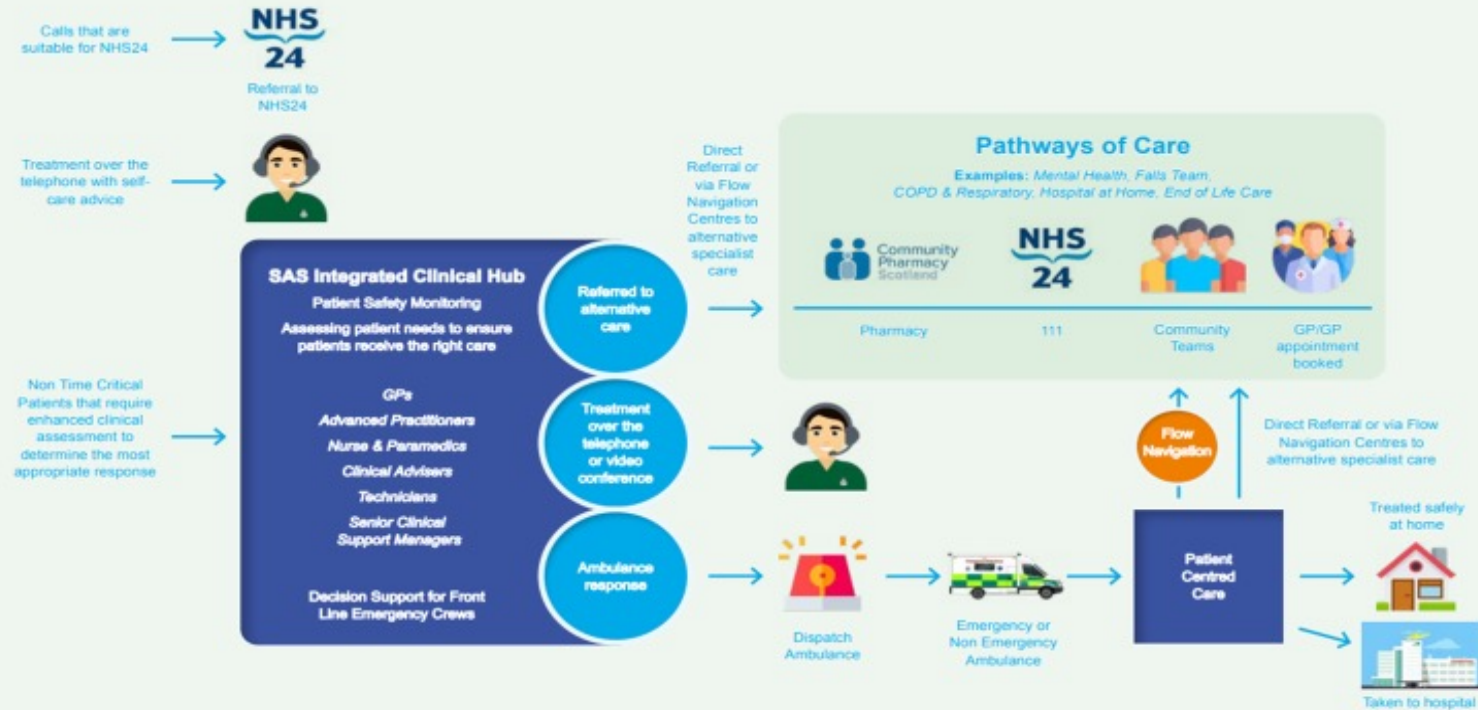 Calls that are
suitable for NHS24
NHS
24
Referral to
NHS24
Treatment over the
telephone with self-
care advice
Non Time Critical
Patients that require
enhanced clinical
assessment to
determine the most
appropriate response
SAS Integrated Clinical Hub
Patient Safety Monitoring
Assessing patient needs to ensure
patients receive the right care
GPs
Advanced Practitioners
Nurse & Paramedics
Clinical Advisers
Technicians
Senior Clinical
Support Managers
Decision Support for Front
Line Emergency Crews
Referred to
alternative
care
Treatment
over the
telephone
or video
conference
Ambulance
response
Direct
Referral or
via Flow
Navigation
Centres to
alternative
specialist
care
Pathways of Care
Examples: Mental Health, Falls Team,
COPD & Respiratory, Hospital at Home, End of Life Care
Community
Pharmacy
Scotland
NHS
24
Pharmacy
111
Community
Teams
GP/GP
appointment
booked
Flow
Navigation
Direct Referral or via Flow
Navigation Centres to
alternative specialist care
Dispatch
Ambulance
Emergency or
Non Emergency
Ambulance
Patient
Centred
Care
Treated safely
at home
Taken to hospital